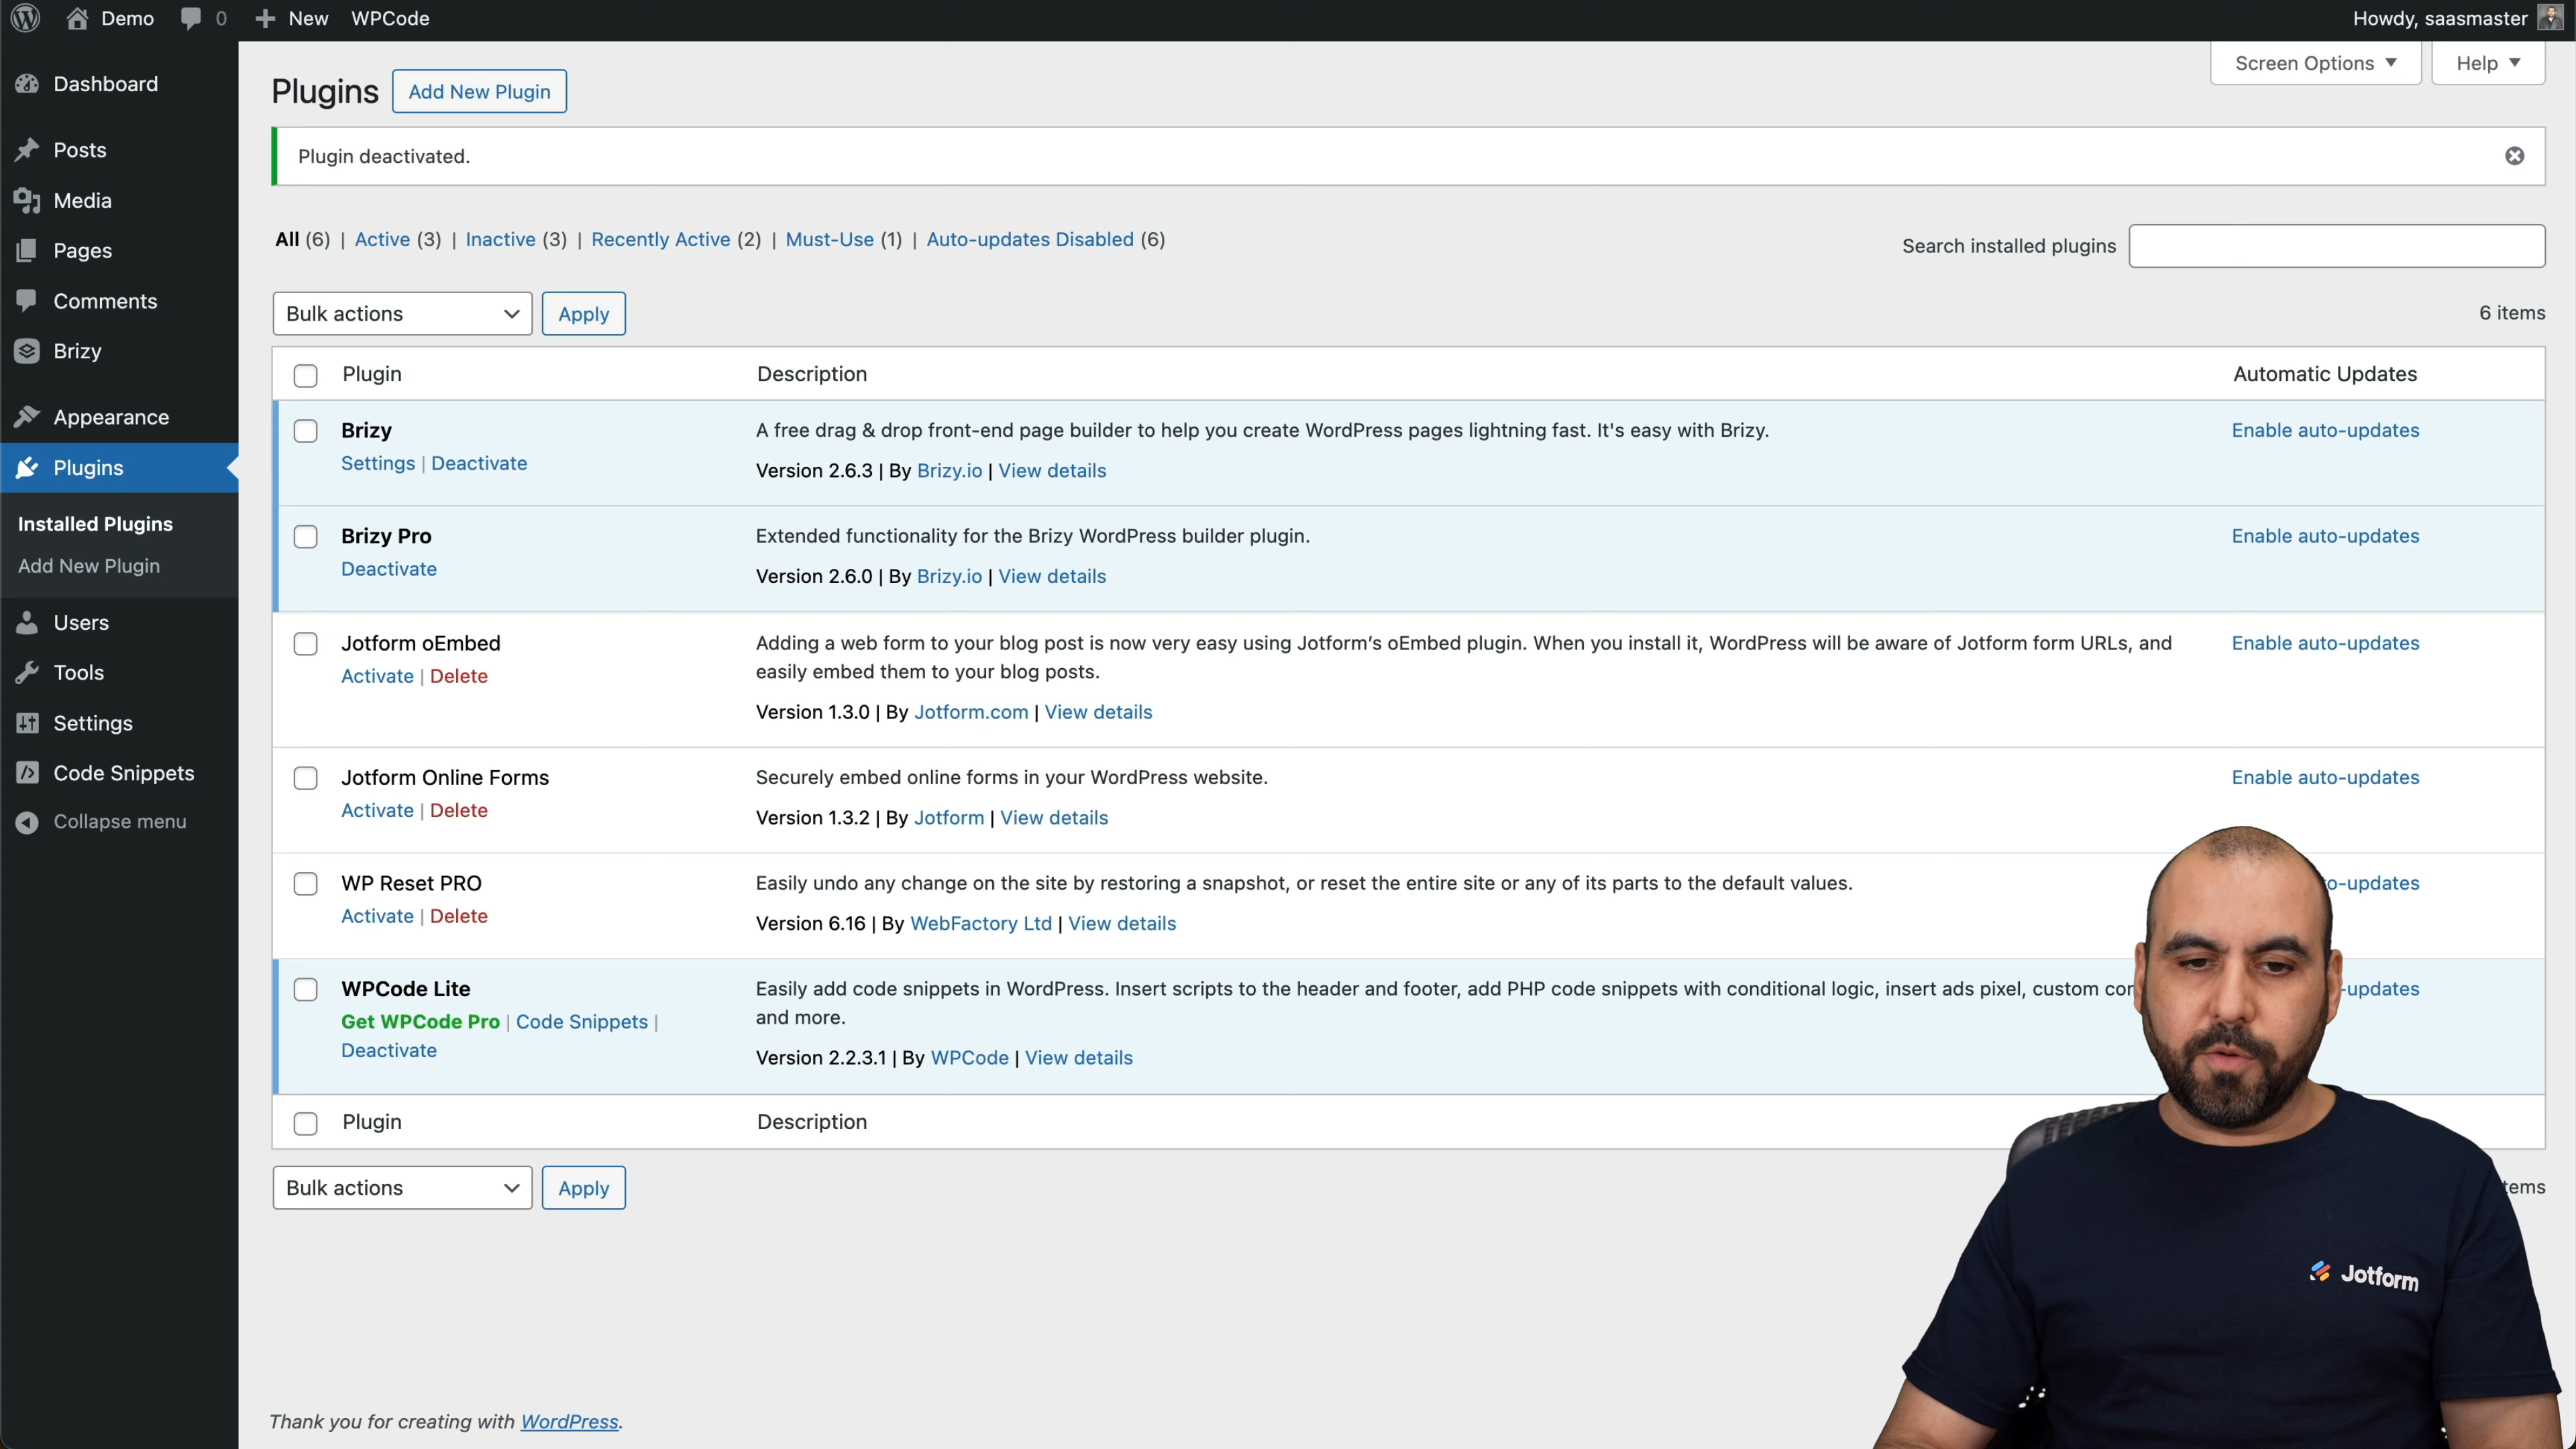 Demo 0 New WPCode Howdy, saasmaster
Screen Options Help
Dashboard
Posts
Media
Pages
Comments
Brizy
Appearance
Plugins
Installed Plugins
Add New Plugin
Users
Tools
Settings
Code Snippets
Collapse menu
Plugins Add New Plugin
Plugin deactivated.
All (6) | Active (3) | Inactive (3) | Recently Active (2) | Must-Use (1) | Auto-updates Disabled (6)
Search installed plugins
Bulk actions Apply
6 items
Plugin Description Automatic Updates
Brizy
Settings | Deactivate
A free drag & drop front-end page builder to help you create WordPress pages lightning fast. It's easy with Brizy.
Version 2.6.3 | By Brizy.io | View details
Enable auto-updates
Brizy Pro
Deactivate
Extended functionality for the Brizy WordPress builder plugin.
Version 2.6.0 | By Brizy.io | View details
Enable auto-updates
Jotform oEmbed
Activate | Delete
Adding a web form to your blog post is now very easy using Jotform’s oEmbed plugin. When you install it, WordPress will be aware of Jotform form URLs, and
easily embed them to your blog posts.
Version 1.3.0 | By Jotform.com | View details
Enable auto-updates
Jotform Online Forms
Activate | Delete
Securely embed online forms in your WordPress website.
Version 1.3.2 | By Jotform | View details
Enable auto-updates
WP Reset PRO
Activate | Delete
Easily undo any change on the site by restoring a snapshot, or reset the entire site or any of its parts to the default values.
Version 6.16 | By WebFactory Ltd | View details
o-updates
WPCode Lite
Get WPCode Pro | Code Snippets |
Deactivate
Easily add code snippets in WordPress. Insert scripts to the header and footer, add PHP code snippets with conditional logic, insert ads pixel, custom
and more.
Version 2.2.3.1 | By WPCode | View details
-updates
Plugin Description
Bulk actions Apply
tems
Jotform
Thank you for creating with WordPress.